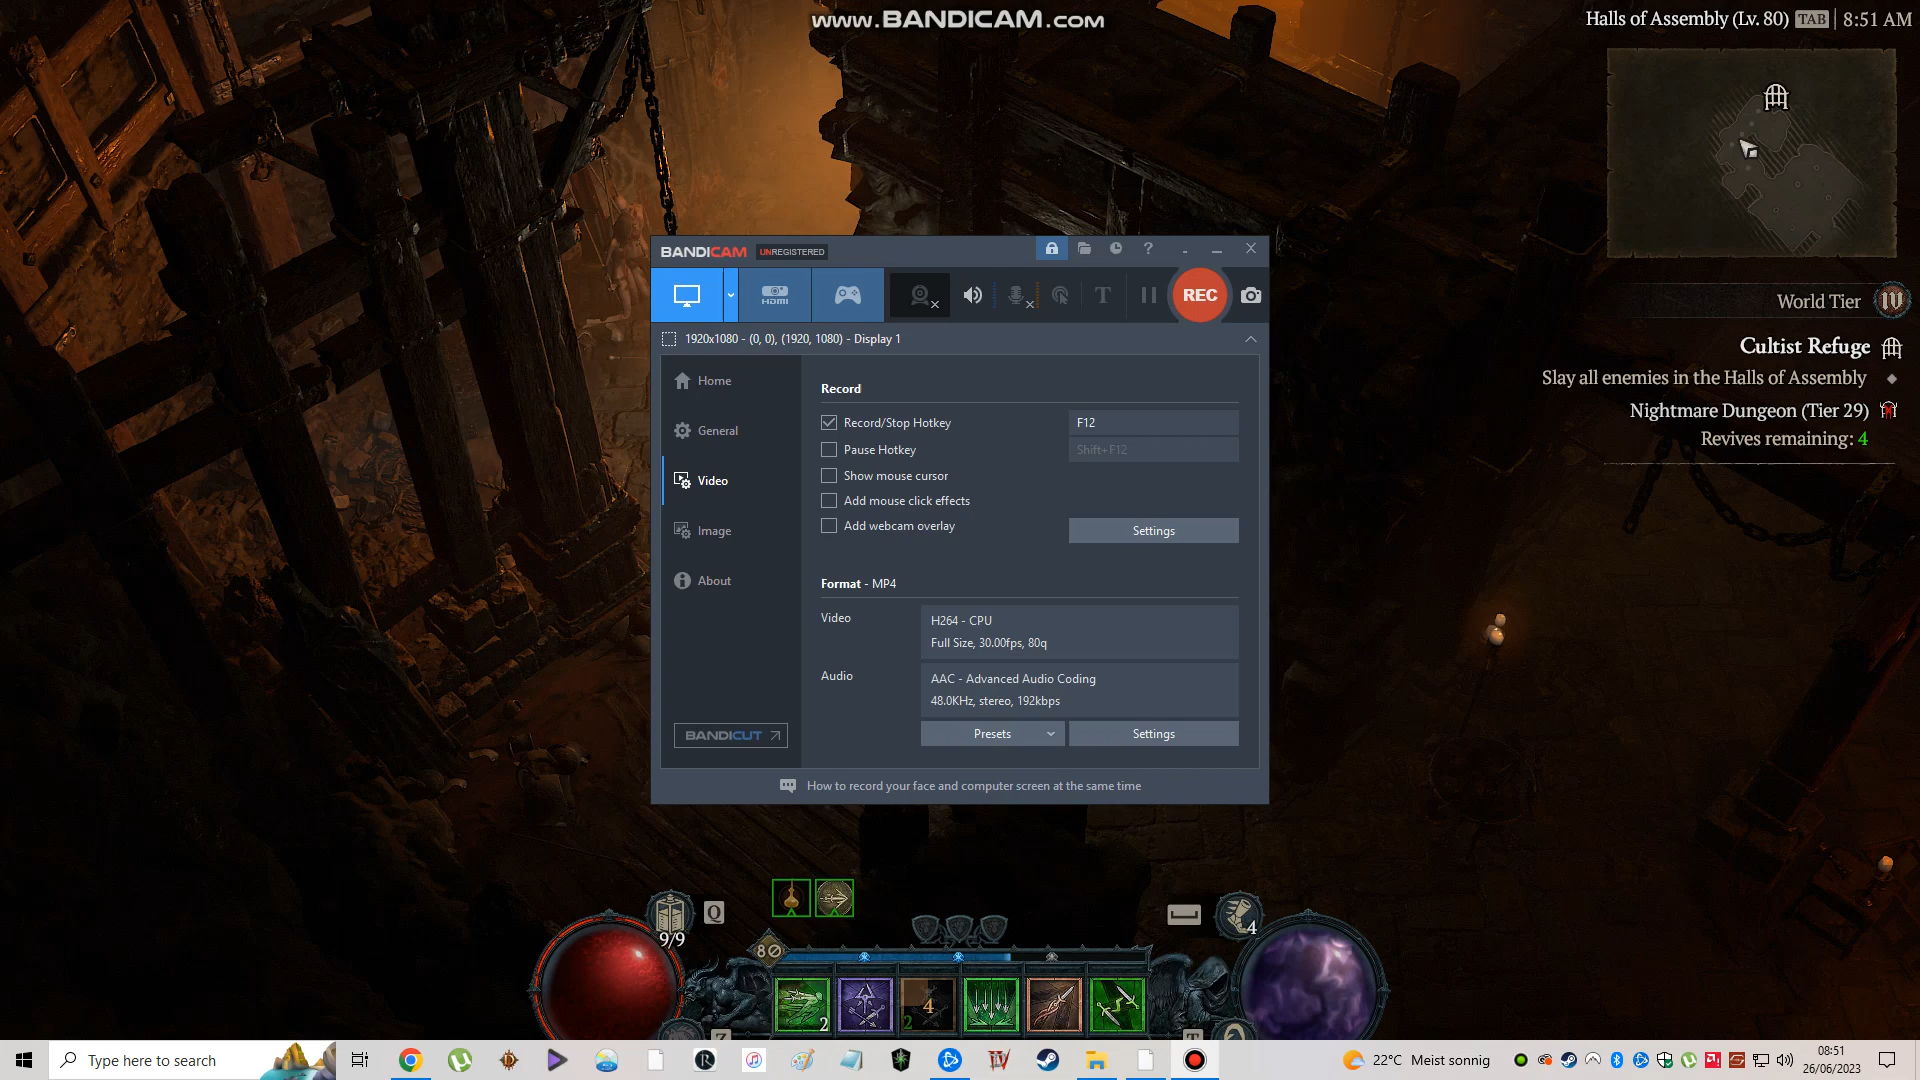 www.BANDICAM.com
Halls of Assembly (Lv. 80) TAB 8:51 AM
World Tier IV
Cultist Refuge
Slay all enemies in the Halls of Assembly
Nightmare Dungeon (Tier 29)
Revives remaining: 4
BANDICAM UNREGISTERED
?
HDMI
T
REC
1920x1080 - (0, 0), (1920, 1080) - Display 1
Home
General
Video
Image
About
BANDICUT
Record
Record/Stop Hotkey F12
Pause Hotkey Shift+F12
Show mouse cursor
Add mouse click effects
Add webcam overlay
Settings
Format - MP4
Video
H264 - CPU
Full Size, 30.00fps, 80q
Audio
AAC - Advanced Audio Coding
48.0KHz, stereo, 192kbps
Presets
Settings
How to record your face and computer screen at the same time
Q
9/9
4
80
2
2
4
Z
T
Type here to search
22°C Meist sonnig
08:51
26/06/2023